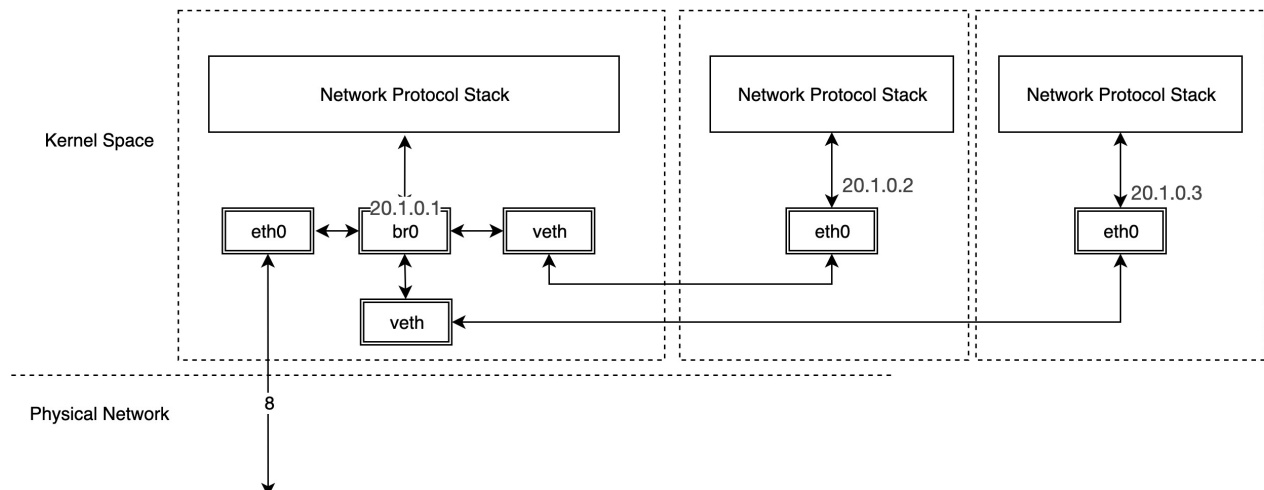 Network Protocol Stack
Network Protocol Stack
Network Protocol Stack
Kernel Space
20.1.0.2
20.1.0.3
20.1.0.1
eth0
br0
veth
eth0
eth0
veth
8
Physical Network